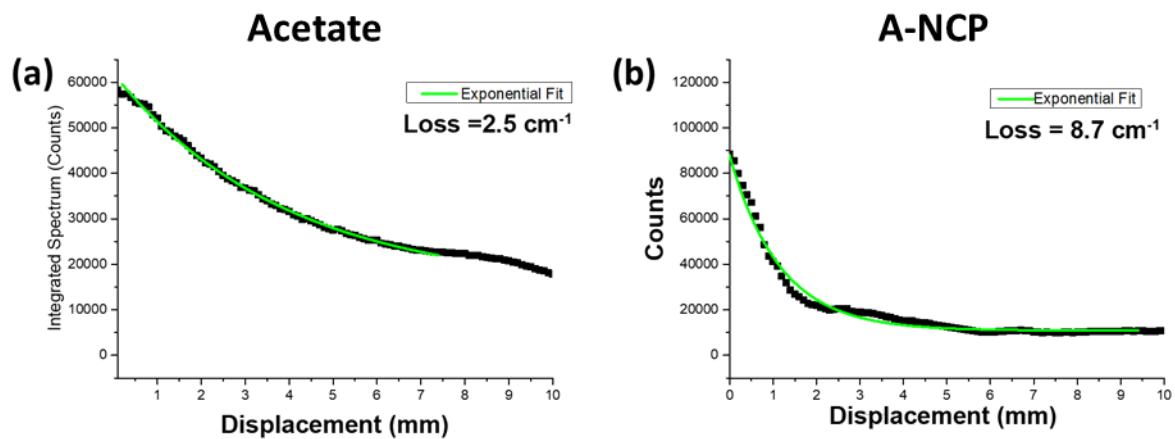 Acetate
(a)
Integrated Spectrum (Counts)
60000
50000
40000
30000
20000
10000
0
Exponential Fit
Loss =2.5 cm⁻¹
1 2 3 4 5 6 7 8 9 10
Displacement (mm)
A-NCP
(b)
Counts
120000
100000
80000
60000
40000
20000
0
Exponential Fit
Loss = 8.7 cm⁻¹
0 1 2 3 4 5 6 7 8 9 10
Displacement (mm)